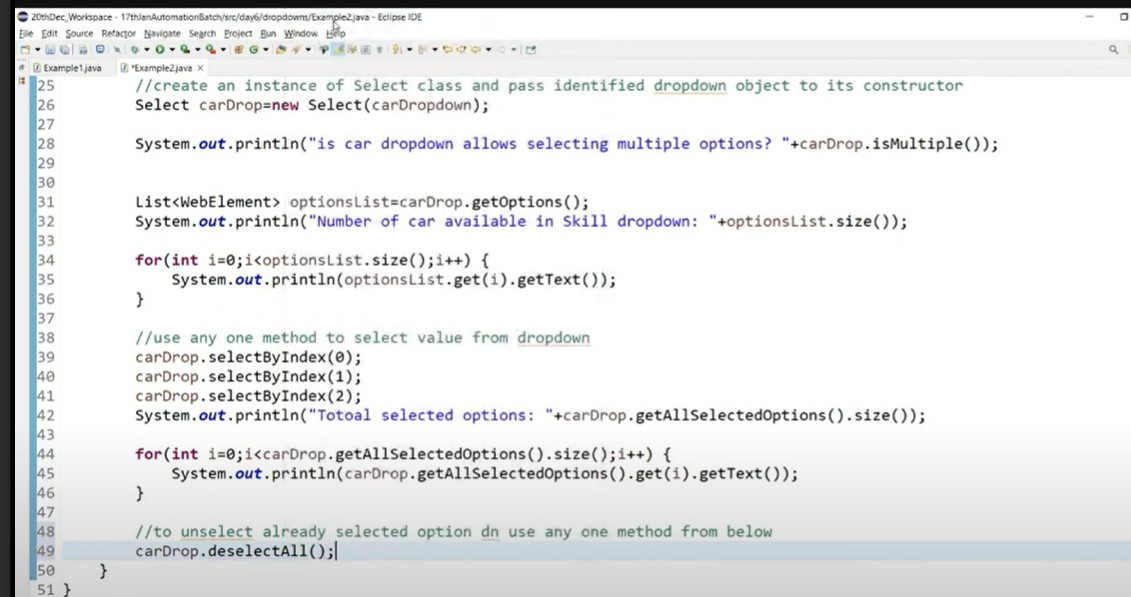 20thDec_Workspace - 17thJanAutomationBatch/src/day6/dropdowns/Example2.java - Eclipse IDE
File Edit Source Refactor Navigate Search Project Run Window Help
Example1.java *Example2.java
25 //create an instance of Select class and pass identified dropdown object to its constructor
26 Select carDrop=new Select(carDropdown);
27
28 System.out.println("is car dropdown allows selecting multiple options? "+carDrop.isMultiple());
29
30
31 List<WebElement> optionsList=carDrop.getOptions();
32 System.out.println("Number of car available in Skill dropdown: "+optionsList.size());
33
34 for(int i=0;i<optionsList.size();i++) {
35 System.out.println(optionsList.get(i).getText());
36 }
37
38 //use any one method to select value from dropdown
39 carDrop.selectByIndex(0);
40 carDrop.selectByIndex(1);
41 carDrop.selectByIndex(2);
42 System.out.println("Totoal selected options: "+carDrop.getAllSelectedOptions().size());
43
44 for(int i=0;i<carDrop.getAllSelectedOptions().size();i++) {
45 System.out.println(carDrop.getAllSelectedOptions().get(i).getText());
46 }
47
48 //to unselect already selected option dn use any one method from below
49 carDrop.deselectAll();
50 }
51 }